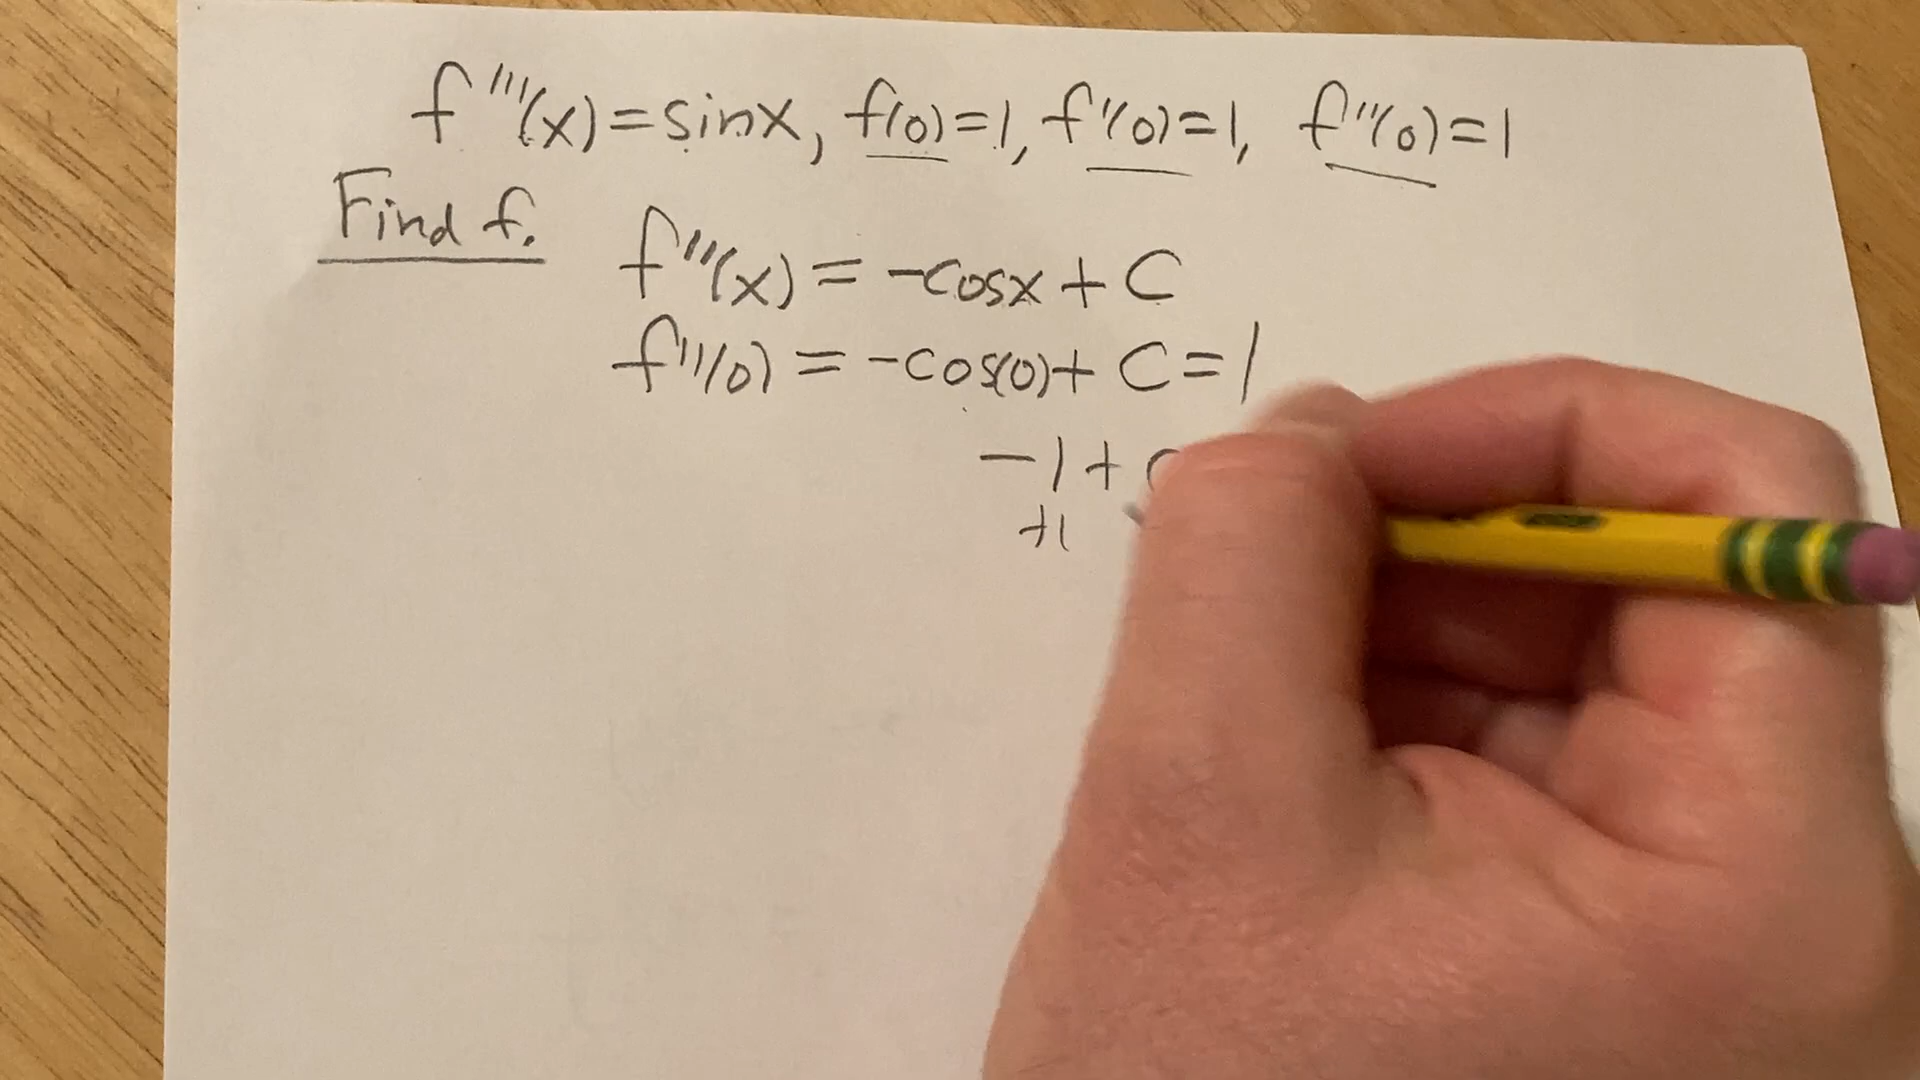 f'''(x) = sinx, f(0) = 1, f'(0) = 1, f''(0) = 1
Find f.
f''(x) = -cosx + C
f''(0) = -cos(0) + C = 1
-1 +
+1